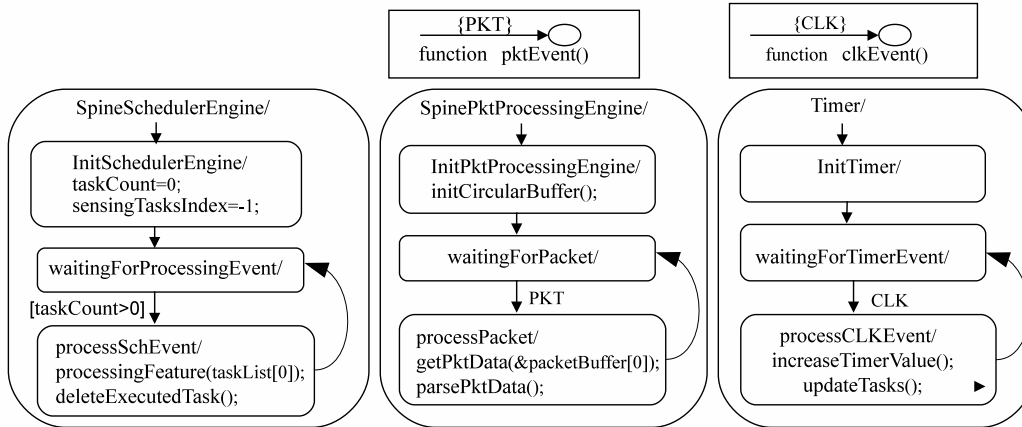 {PKT}
function pktEvent()
{CLK}
function clkEvent()
SpineSchedulerEngine/
InitSchedulerEngine/
taskCount=0;
sensingTasksIndex=-1;
waitingForProcessingEvent/
[taskCount>0]
processSchEvent/
processingFeature(taskList[0]);
deleteExecutedTask();
SpinePktProcessingEngine/
InitPktProcessingEngine/
initCircularBuffer();
waitingForPacket/
PKT
processPacket/
getPktData(&packetBuffer[0]);
parsePktData();
Timer/
InitTimer/
waitingForTimerEvent/
CLK
processCLKEvent/
increaseTimerValue();
updateTasks();